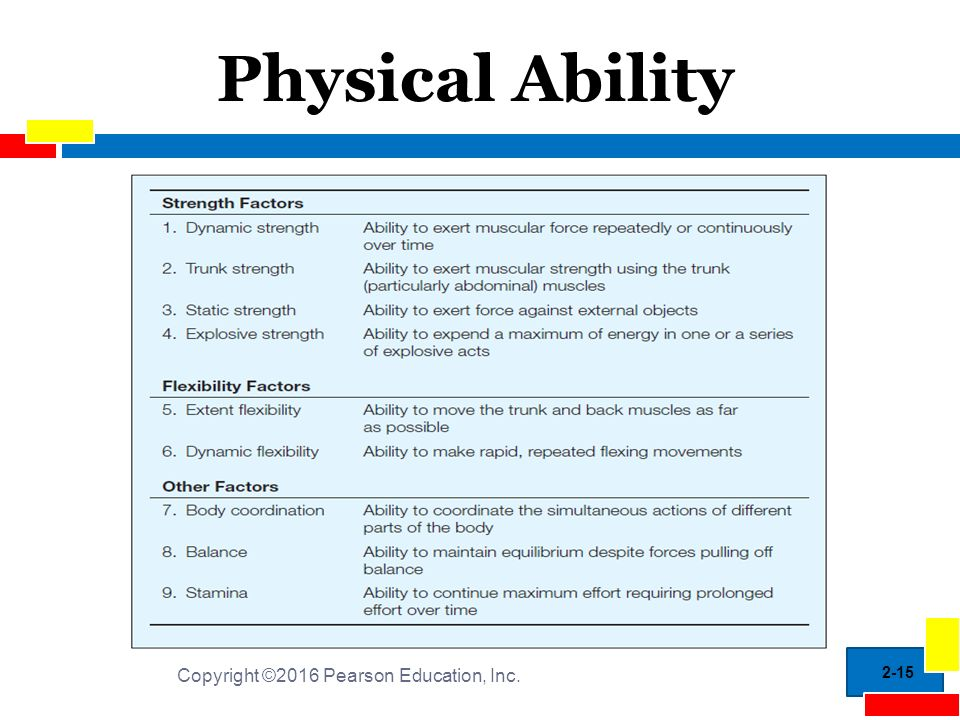 Physical Ability
Strength Factors
1. Dynamic strength Ability to exert muscular force repeatedly or continuously
over time
2. Trunk strength Ability to exert muscular strength using the trunk
(particularly abdominal) muscles
3. Static strength Ability to exert force against external objects
4. Explosive strength Ability to expend a maximum of energy in one or a series
of explosive acts
Flexibility Factors
5. Extent flexibility Ability to move the trunk and back muscles as far
as possible
6. Dynamic flexibility Ability to make rapid, repeated flexing movements
Other Factors
7. Body coordination Ability to coordinate the simultaneous actions of different
parts of the body
8. Balance Ability to maintain equilibrium despite forces pulling off
balance
9. Stamina Ability to continue maximum effort requiring prolonged
effort over time
Copyright ©2016 Pearson Education, Inc.
2-15